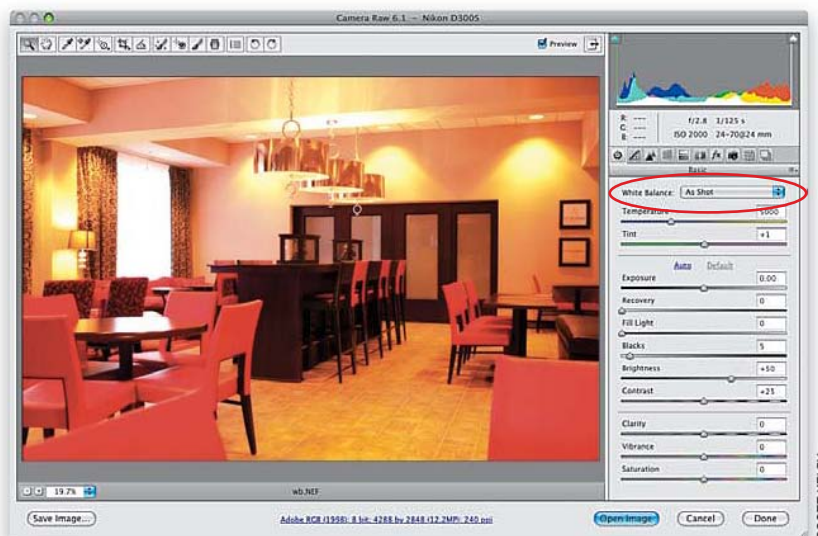 Camera Raw 6.1 – Nikon D300S
Preview
R: ---
G: ---
B: ---
f/2.8 1/125 s
ISO 2000 24-70@24 mm
Basic
White Balance: As Shot
Temperature 5000
Tint +1
Auto Default
Exposure 0.00
Recovery 0
Fill Light 0
Blacks 5
Brightness +50
Contrast +25
Clarity 0
Vibrance 0
Saturation 0
19.7% wb.NEF
Save Image... Adobe RGB (1998); 8 bit; 4288 by 2848 (12.2MP); 240 ppi Open Image Cancel Done